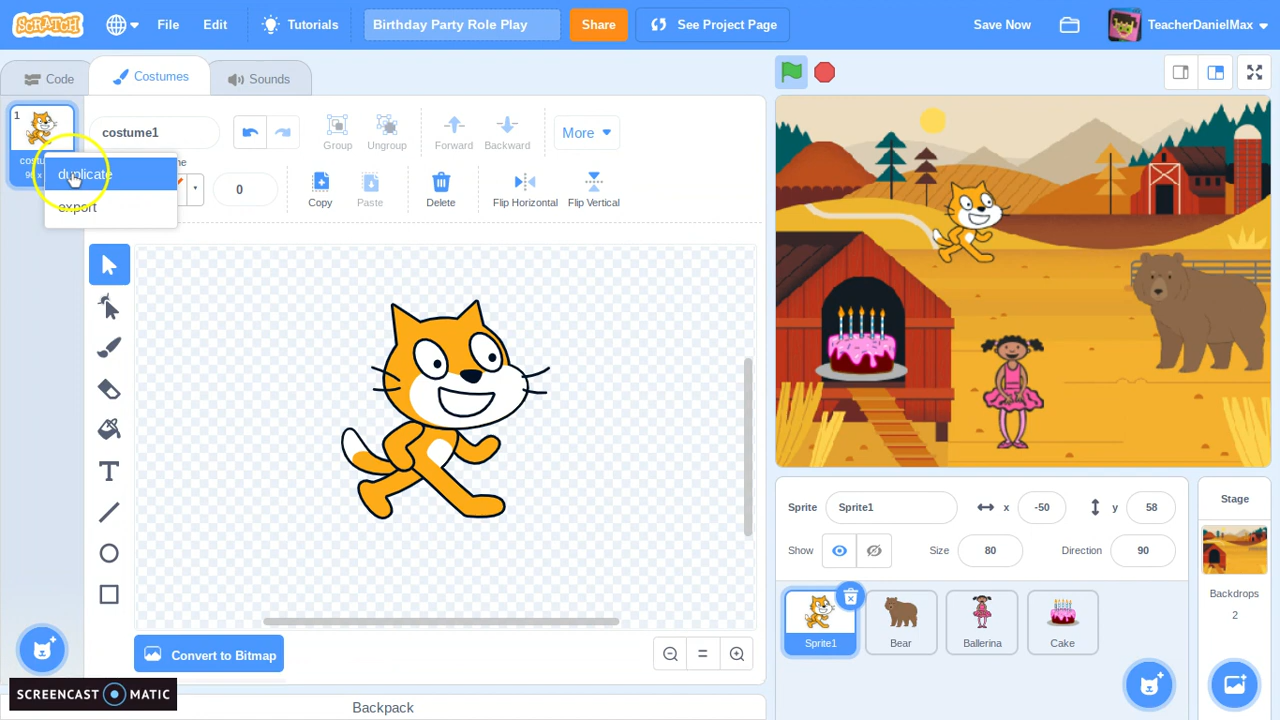 SCRATCH
File
Edit
Tutorials
Birthday Party Role Play
Share
See Project Page
Save Now
TeacherDanielMax
Code
Costumes
Sounds
1
costume1
Group
Ungroup
Forward
Backward
More
duplicate
export
0
Copy
Paste
Delete
Flip Horizontal
Flip Vertical
Convert to Bitmap
Backpack
Sprite
Sprite1
x
-50
y
58
Show
Size
80
Direction
90
Sprite1
Bear
Ballerina
Cake
Stage
Backdrops
2
SCREENCAST MATIC